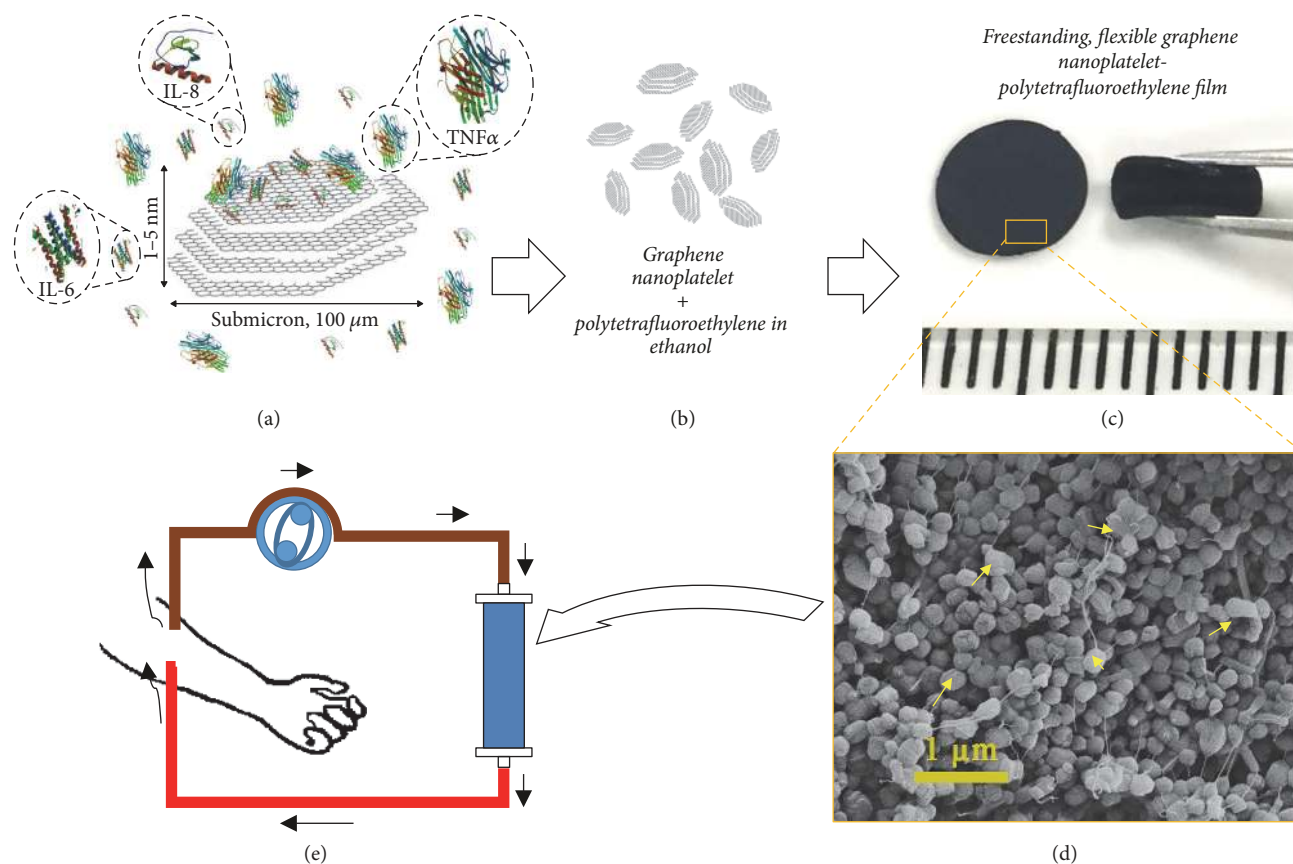 IL-8
TNFα
1–5 nm
IL-6
Submicron, 100 μm
(a)
Graphene
nanoplatelet
+
polytetrafluoroethylene in
ethanol
(b)
Freestanding, flexible graphene
nanoplatelet-
polytetrafluoroethylene film
(c)
1 μm
(d)
(e)